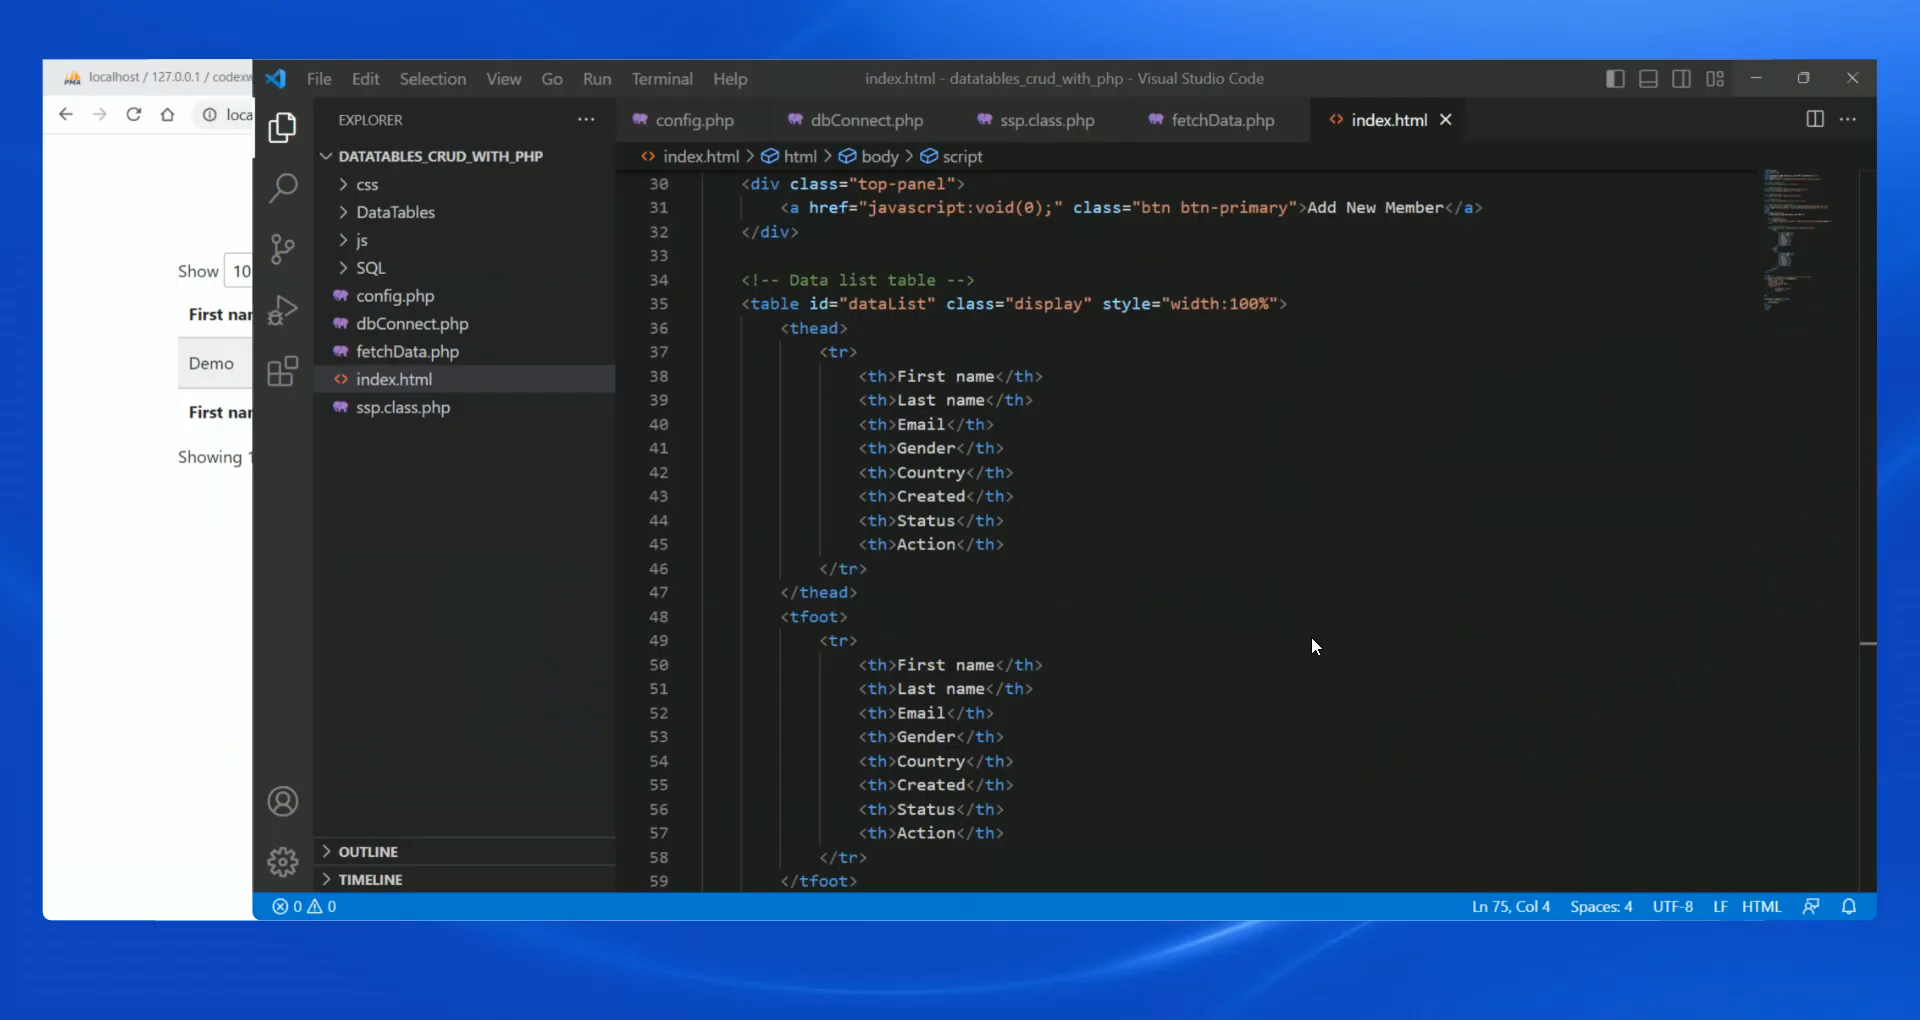 localhost / 127.0.0.1 / codexw
loca
Show 10
First nar
Demo
First nar
Showing 1
File Edit Selection View Go Run Terminal Help
index.html - datatables_crud_with_php - Visual Studio Code
EXPLORER
DATATABLES_CRUD_WITH_PHP
css
DataTables
js
SQL
config.php
dbConnect.php
fetchData.php
index.html
ssp.class.php
OUTLINE
TIMELINE
config.php dbConnect.php ssp.class.php fetchData.php index.html
index.html > html > body > script
30 <div class="top-panel">
31 <a href="javascript:void(0);" class="btn btn-primary">Add New Member</a>
32 </div>
33
34 <!-- Data list table -->
35 <table id="dataList" class="display" style="width:100%">
36 <thead>
37 <tr>
38 <th>First name</th>
39 <th>Last name</th>
40 <th>Email</th>
41 <th>Gender</th>
42 <th>Country</th>
43 <th>Created</th>
44 <th>Status</th>
45 <th>Action</th>
46 </tr>
47 </thead>
48 <tfoot>
49 <tr>
50 <th>First name</th>
51 <th>Last name</th>
52 <th>Email</th>
53 <th>Gender</th>
54 <th>Country</th>
55 <th>Created</th>
56 <th>Status</th>
57 <th>Action</th>
58 </tr>
59 </tfoot>
0 0
Ln 75, Col 4 Spaces: 4 UTF-8 LF HTML